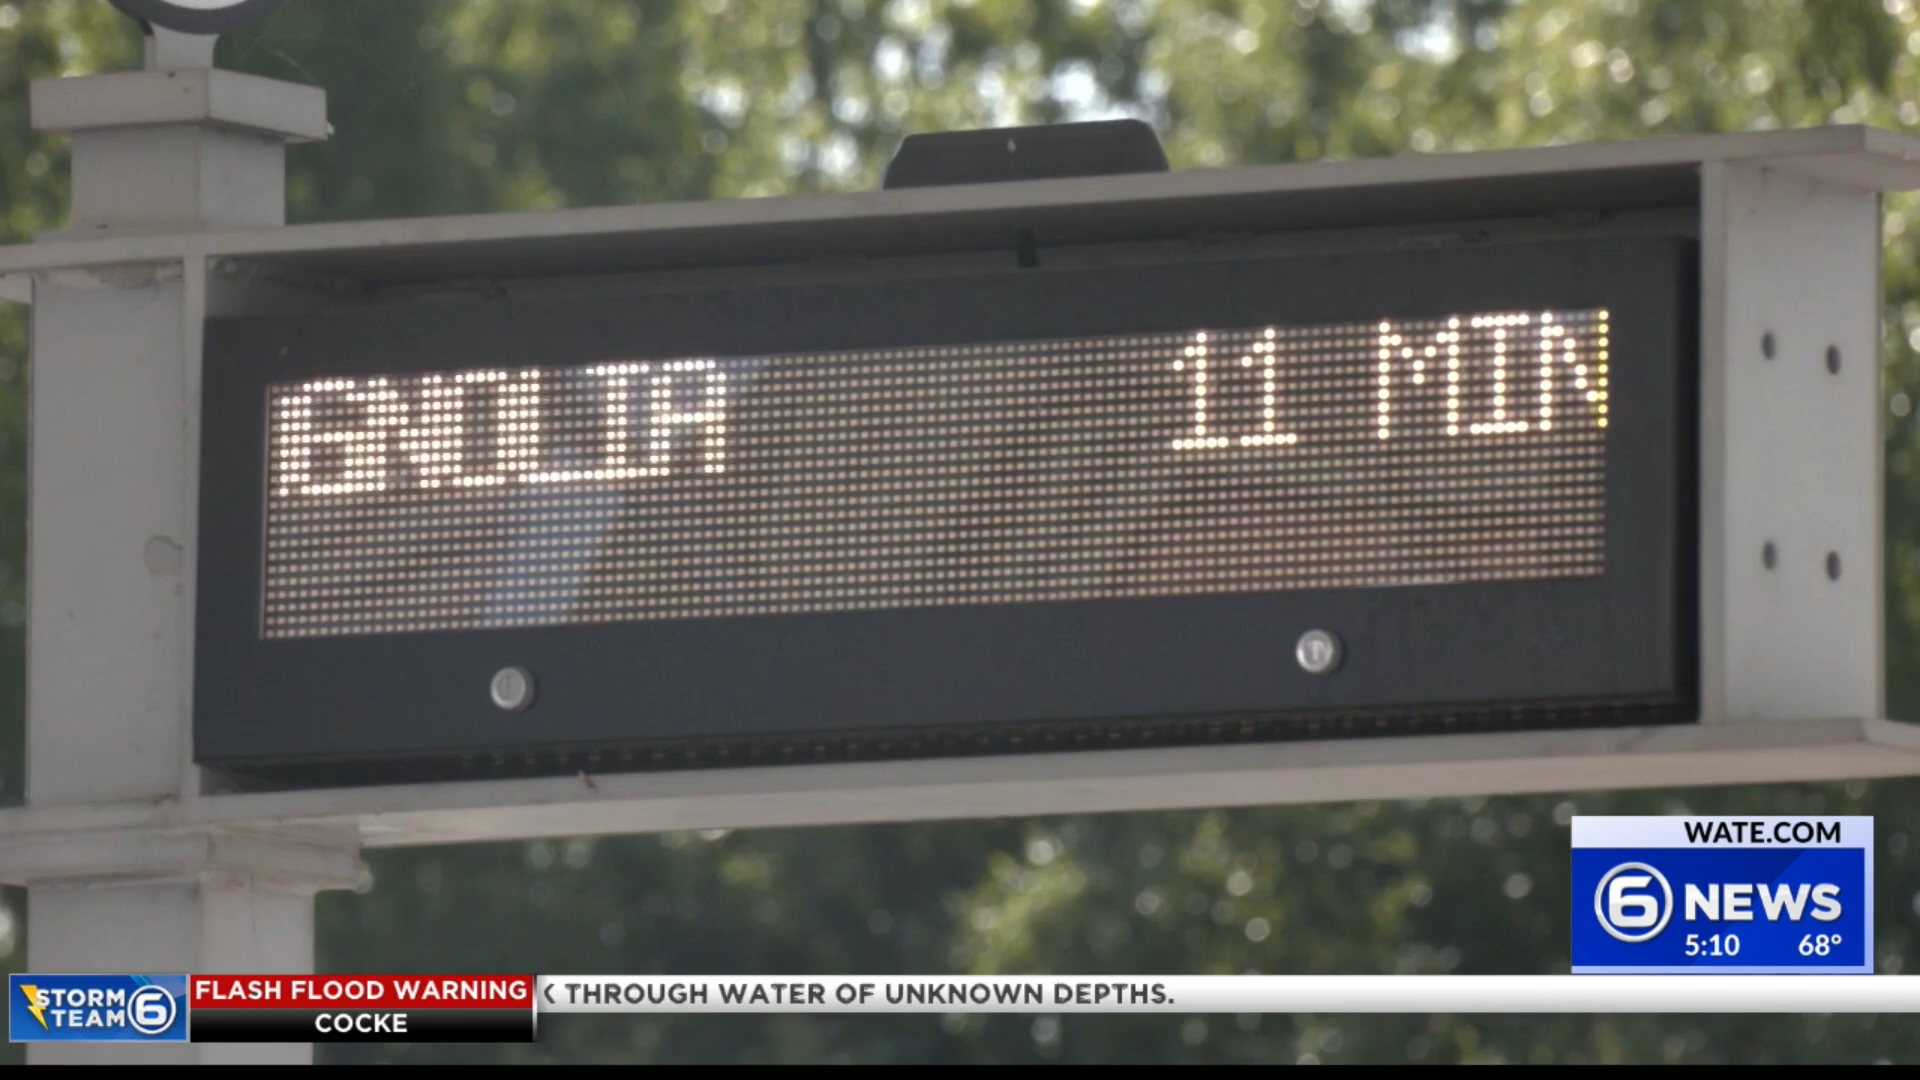 GNOLIA 11 MIN
WATE.COM
6 NEWS
5:10 68°
STORM TEAM 6
FLASH FLOOD WARNING
COCKE
THROUGH WATER OF UNKNOWN DEPTHS.